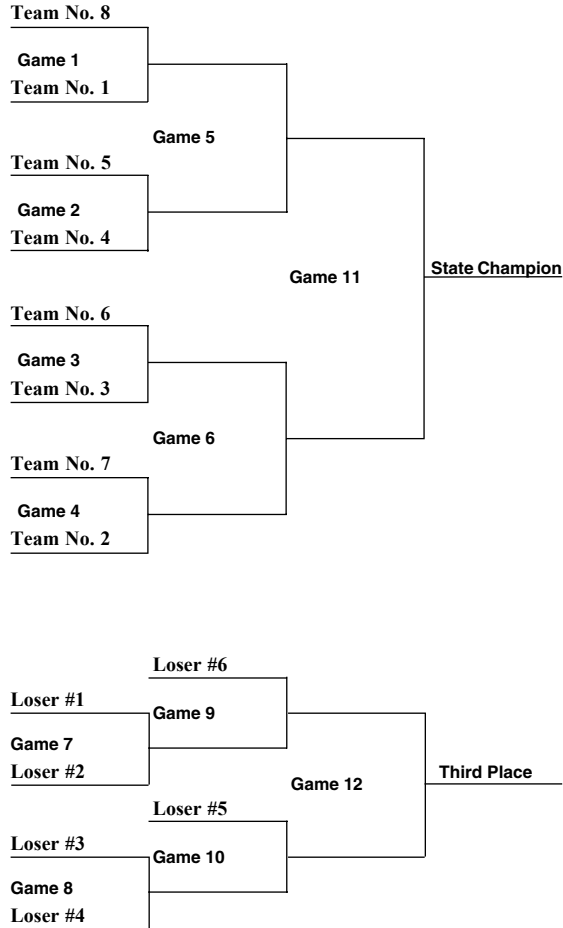 Team No. 8
Game 1
Team No. 1
Game 5
Team No. 5
Game 2
Team No. 4
Game 11
State Champion
Team No. 6
Game 3
Team No. 3
Game 6
Team No. 7
Game 4
Team No. 2
Loser #6
Loser #1
Game 9
Game 7
Loser #2
Game 12
Third Place
Loser #5
Loser #3
Game 10
Game 8
Loser #4